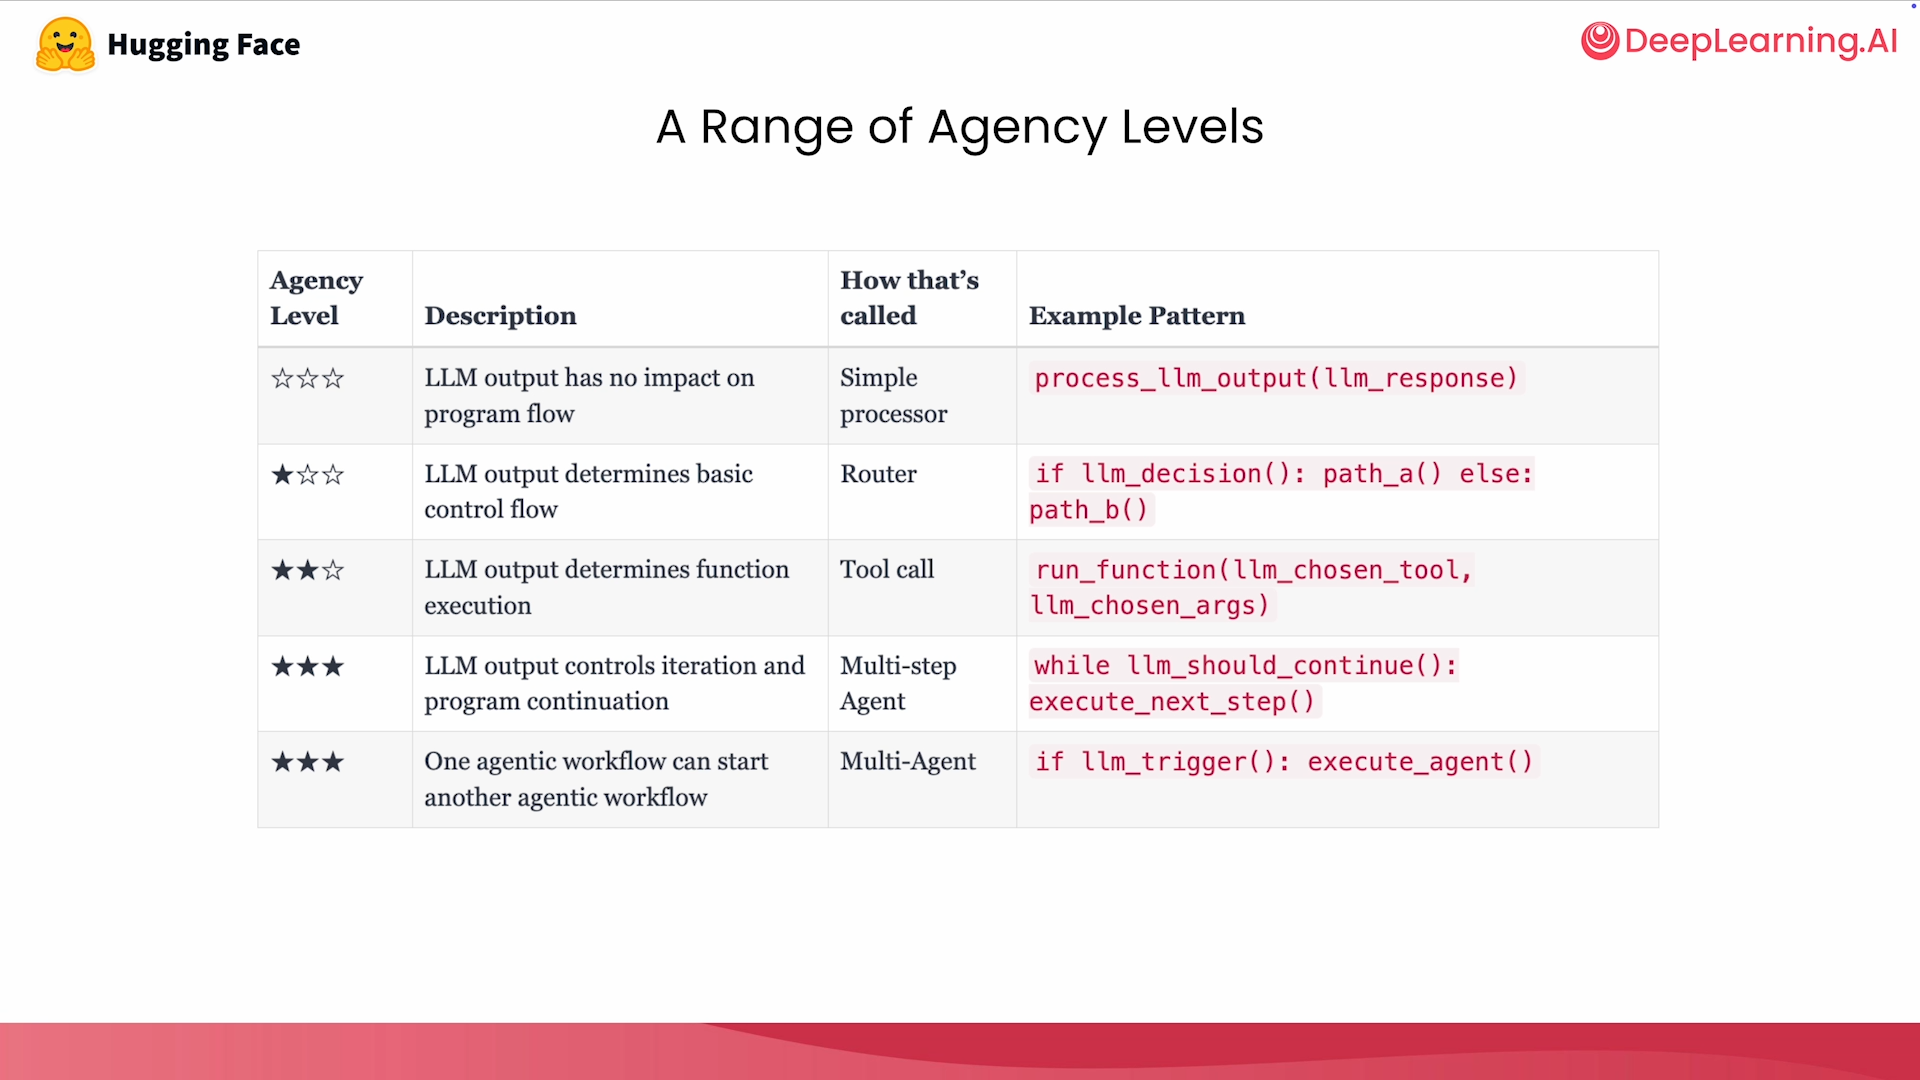 Hugging Face
DeepLearning.AI
A Range of Agency Levels
Agency
Level
Description
How that's
called
Example Pattern
☆☆☆
LLM output has no impact on
program flow
Simple
processor
process_llm_output(llm_response)
★☆☆
LLM output determines basic
control flow
Router
if llm_decision(): path_a() else:
path_b()
★★☆
LLM output determines function
execution
Tool call
run_function(llm_chosen_tool,
llm_chosen_args)
★★★
LLM output controls iteration and
program continuation
Multi-step
Agent
while llm_should_continue():
execute_next_step()
★★★
One agentic workflow can start
another agentic workflow
Multi-Agent
if llm_trigger(): execute_agent()